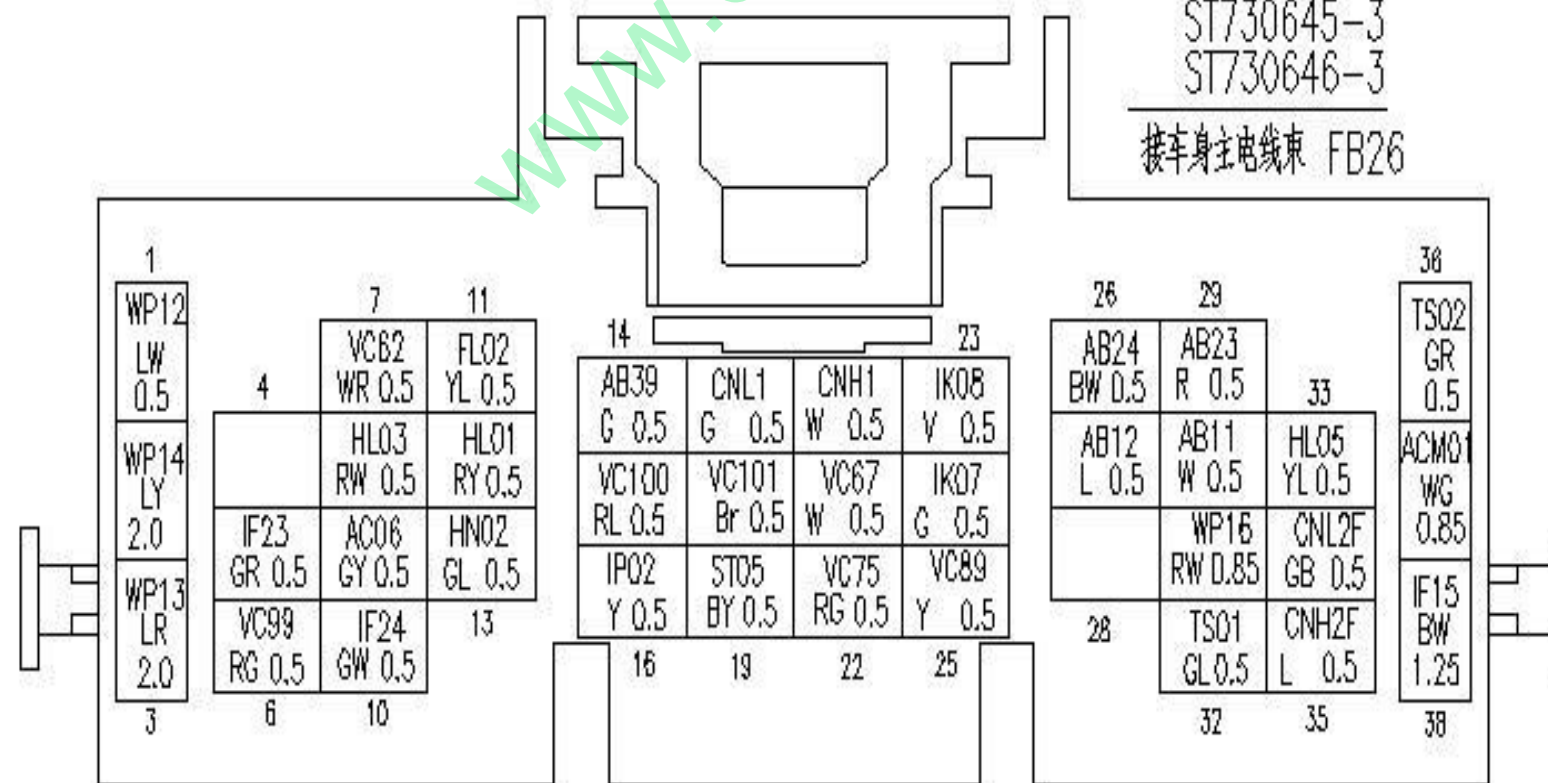 ST730645-3
ST730646-3
接车身主电线束 FB26
www.
1
WP12
LW
0.5
WP14
LY
2.0
WP13
LR
2.0
3
4
IF23
GR 0.5
VC99
RG 0.5
6
7
VC62
WR 0.5
HL03
RW 0.5
AC06
GY 0.5
IF24
GW 0.5
10
11
FL02
YL 0.5
HL01
RY 0.5
HN02
GL 0.5
13
14
AB39
G 0.5
VC100
RL 0.5
IP02
Y 0.5
16
CNL1
G 0.5
VC101
Br 0.5
ST05
BY 0.5
19
CNH1
W 0.5
VC67
W 0.5
VC75
RG 0.5
22
23
IK08
V 0.5
IK07
G 0.5
VC89
Y 0.5
25
26
AB24
BW 0.5
AB12
L 0.5
28
29
AB23
R 0.5
AB11
W 0.5
WP16
RW 0.85
TS01
GL 0.5
32
33
HL05
YL 0.5
CNL2F
GB 0.5
CNH2F
L 0.5
35
36
TS02
GR
0.5
ACM01
WG
0.85
IF15
BW
1.25
38